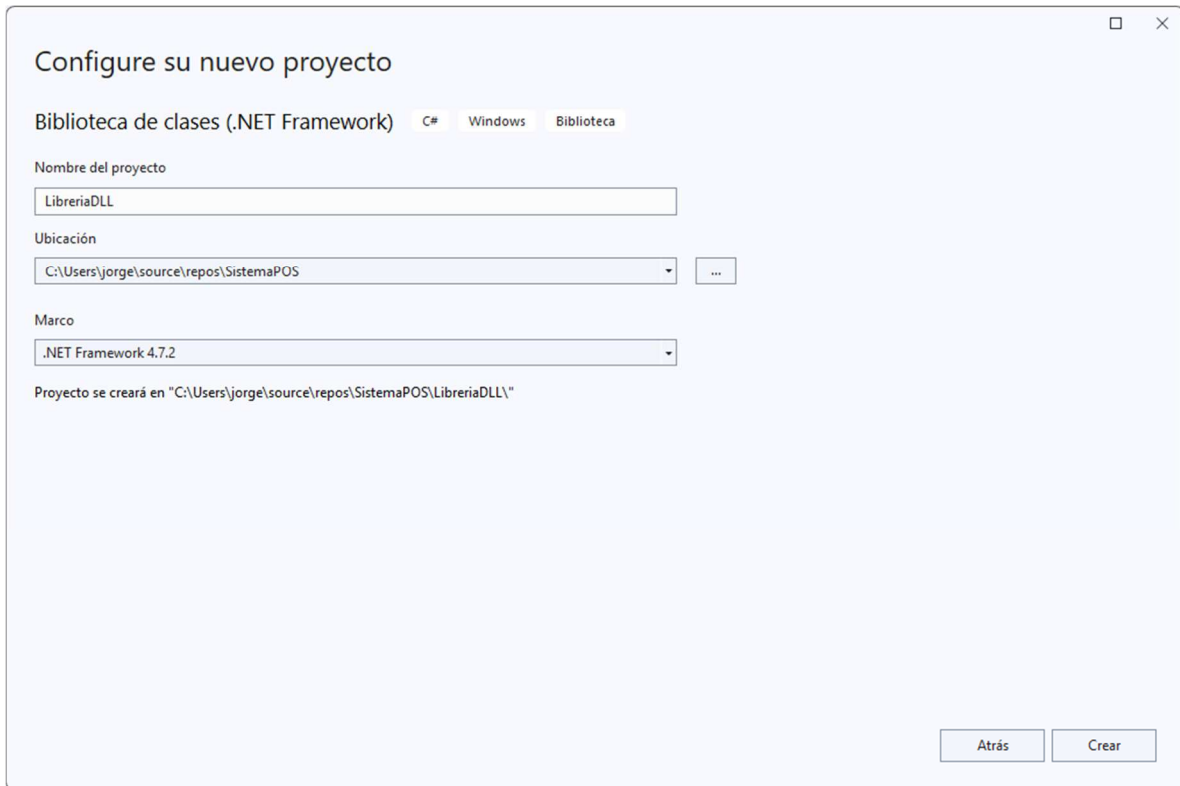 Configure su nuevo proyecto
Biblioteca de clases (.NET Framework) C# Windows Biblioteca
Nombre del proyecto
LibreriaDLL
Ubicación
C:\Users\jorge\source\repos\SistemaPOS ...
Marco
.NET Framework 4.7.2
Proyecto se creará en "C:\Users\jorge\source\repos\SistemaPOS\LibreriaDLL\"
Atrás Crear